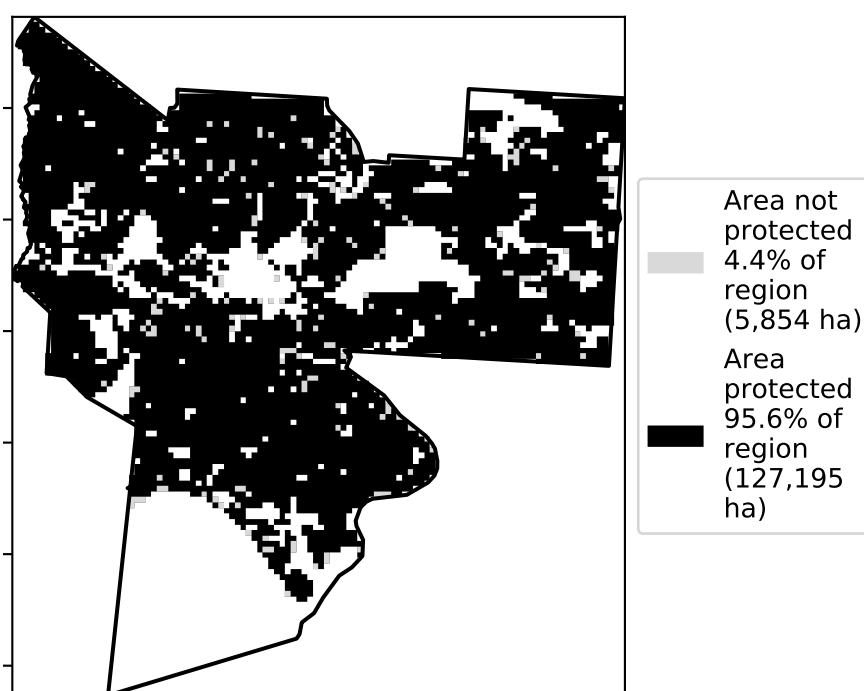 Area not
protected
4.4% of
region
(5,854 ha)
Area
protected
95.6% of
region
(127,195
ha)